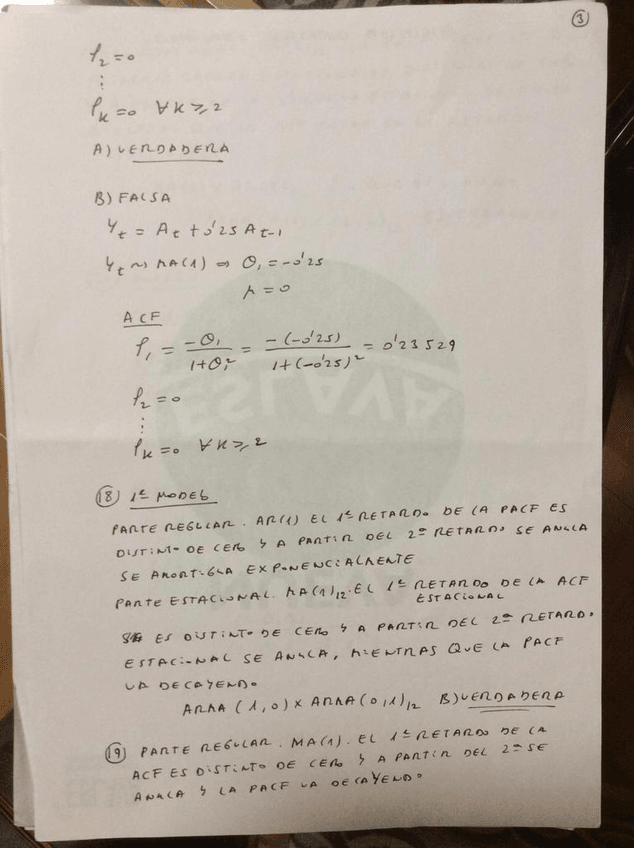 3
ρ₂ = 0
⋮
ρₖ = 0 ∀K ≥ 2
A) VERDADERA
B) FALSA
Yₜ = Aₜ + 0'25 Aₜ₋₁
Yₜ ~ MA(1) ⇒ θ₁ = -0'25
μ = 0
ACF
ρ₁ = -θ₁ / 1+θ₁² = -(-0'25) / 1+(-0'25)² = 0'23529
ρ₂ = 0
⋮
ρₖ = 0 ∀K ≥ 2
ESLAVA
18 1er MODELO
PARTE REGULAR. AR(1) EL 1er RETARDO DE LA PACF ES
DISTINTO DE CERO Y A PARTIR DEL 2º RETARDO SE ANULA
SE AMORTIGUA EXPONENCIALMENTE
PARTE ESTACIONAL. MA(1)₁₂. EL 1er RETARDO DE LA ACF
ESTACIONAL
ES DISTINTO DE CERO Y A PARTIR DEL 2º RETARDO
ESTACIONAL SE ANULA, MIENTRAS QUE LA PACF
VA DECAYENDO
ARMA (1,0) X ARMA (0,1)₁₂ B) VERDADERA
19 PARTE REGULAR. MA(1). EL 1er RETARDO DE LA
ACF ES DISTINTO DE CERO Y A PARTIR DEL 2º SE
ANULA Y LA PACF VA DECAYENDO